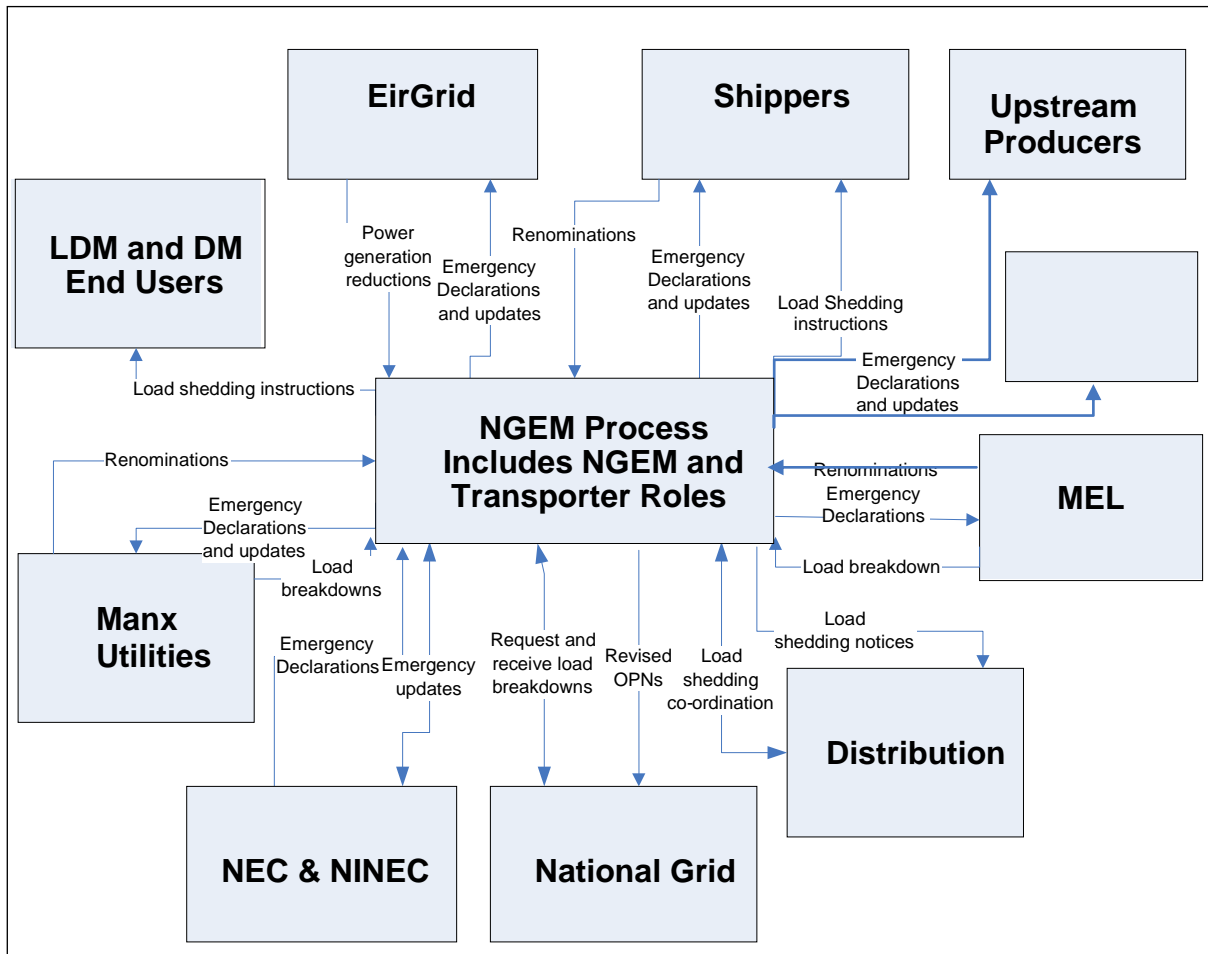 EirGrid
Shippers
Upstream
Producers
LDM and DM
End Users
Power
generation
reductions
Emergency
Declarations
and updates
Renominations
Emergency
Declarations
and updates
Load Shedding
instructions
Emergency
Declarations
and updates
Load shedding instructions
NGEM Process
Includes NGEM and
Transporter Roles
Renominations
Renominations
Emergency
Declarations
MEL
Emergency
Declarations
and updates
Load
breakdowns
Load breakdown
Manx
Utilities
Emergency
Declarations
Emergency
updates
Request and
receive load
breakdowns
Revised
OPNs
Load
shedding
co-ordination
Load
shedding notices
Distribution
NEC & NINEC
National Grid